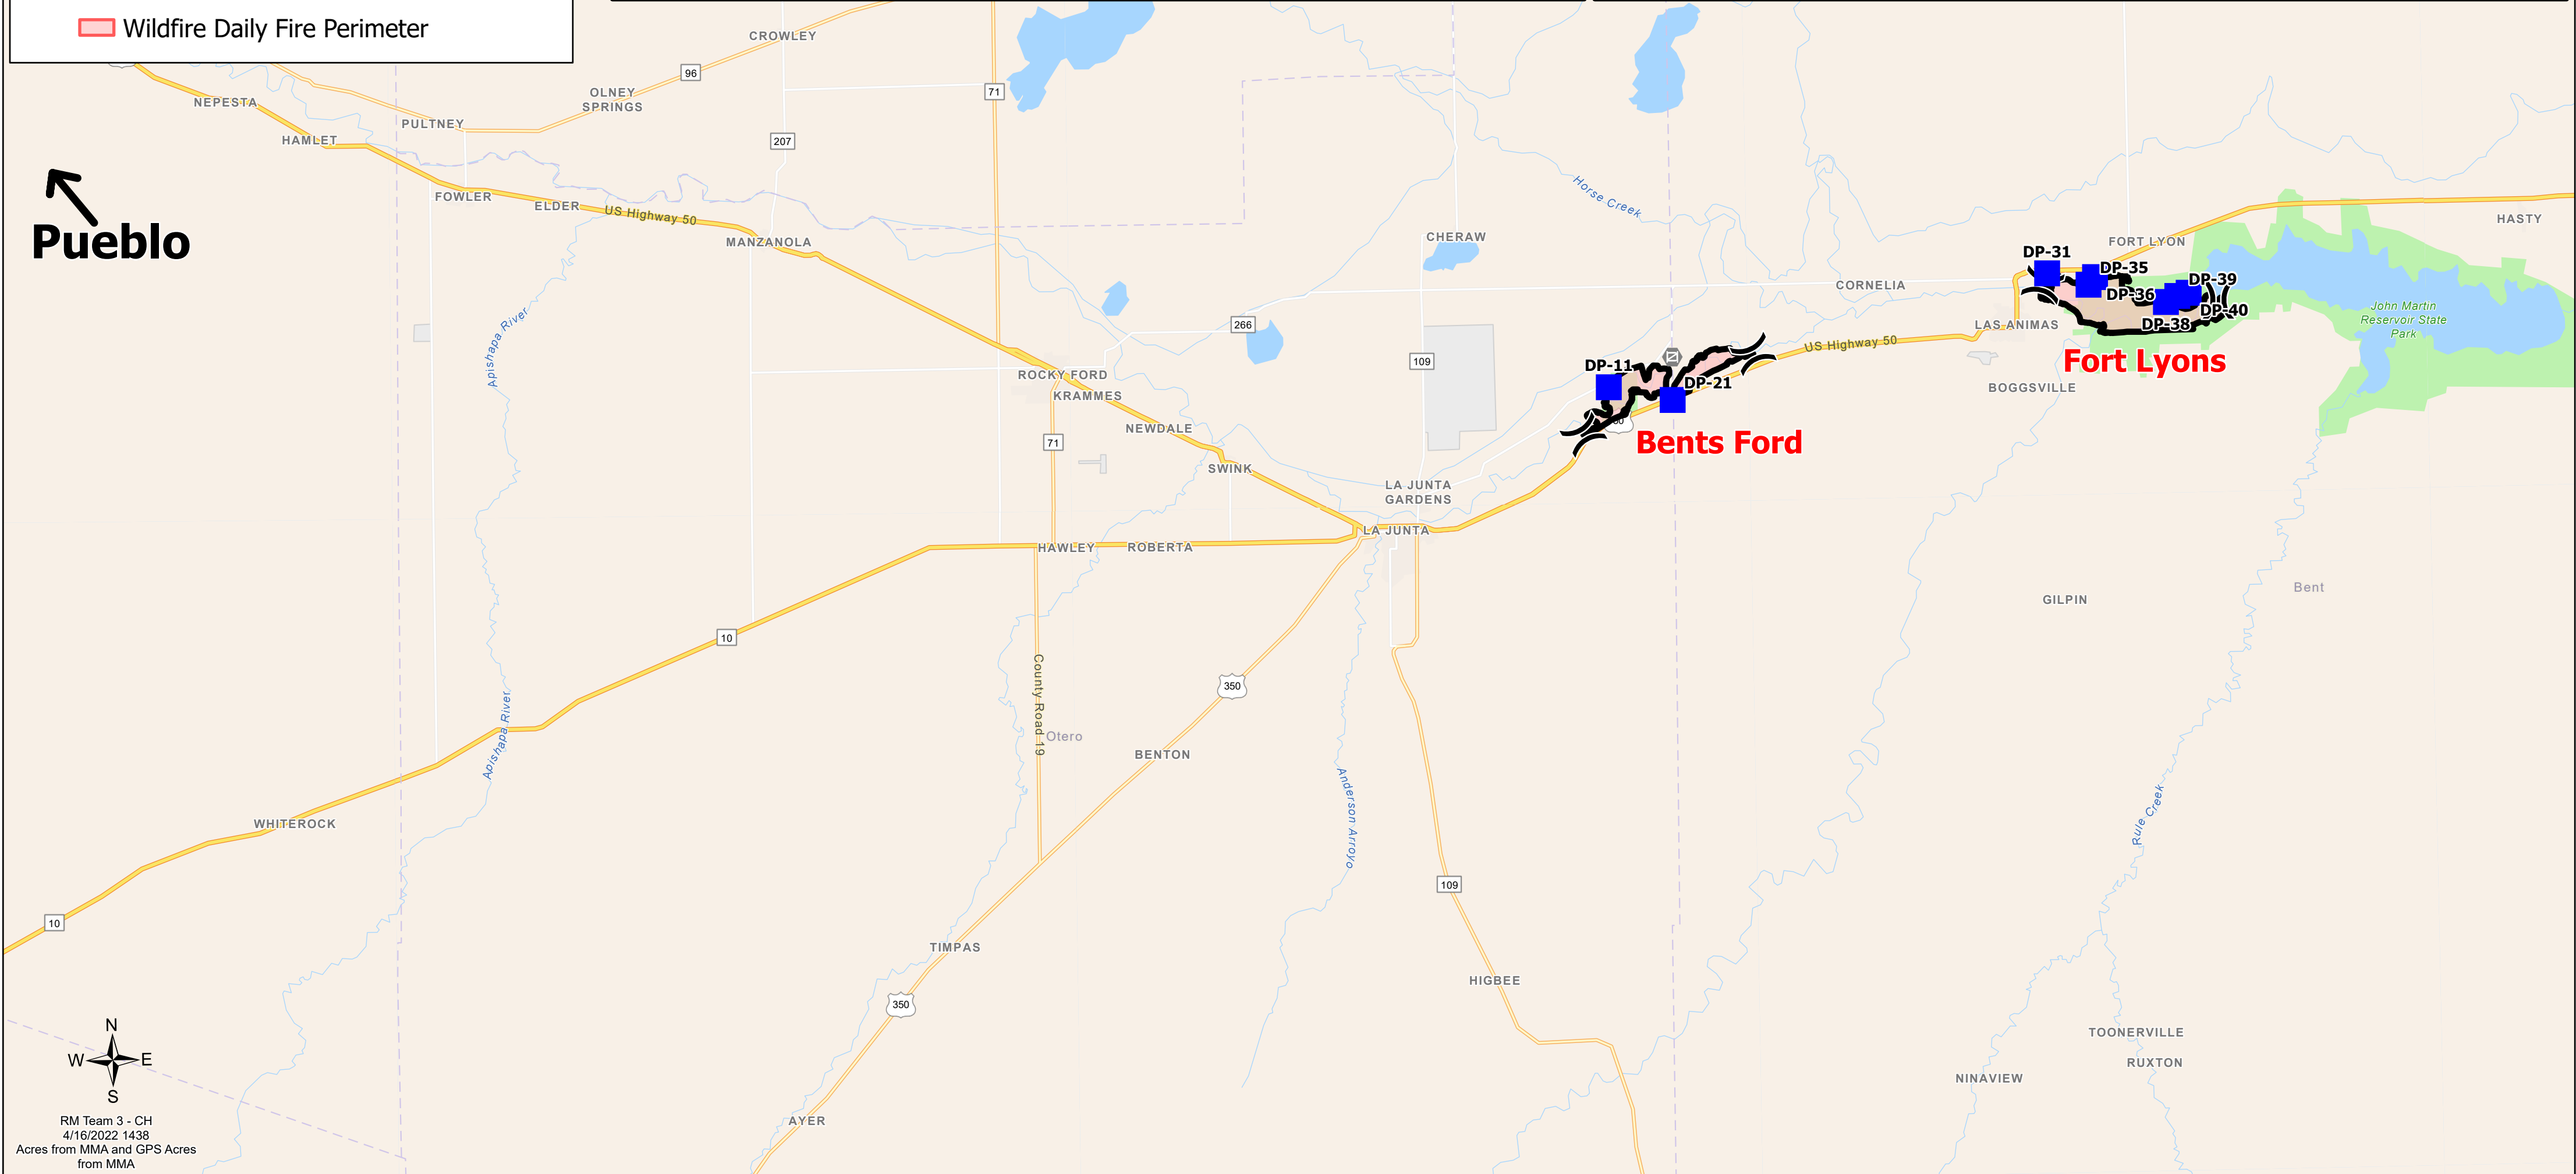 Wildfire Daily Fire Perimeter
CROWLEY
96
71
OLNEY
SPRINGS
NEPESTA
PULTNEY
HAMLET
207
Pueblo
FOWLER
ELDER
US Highway 50
MANZANOLA
Horse Creek
CHERAW
HASTY
FORT LYON
DP-31
DP-35
DP-39
DP-36
DP-40
DP-38
CORNELIA
John Martin
Reservoir State
Park
LAS ANIMAS
266
Apishapa River
US Highway 50
109
Fort Lyons
DP-11
DP-21
ROCKY FORD
KRAMMES
BOGGSVILLE
NEWDALE
71
Bents Ford
SWINK
LA JUNTA
GARDENS
LA JUNTA
HAWLEY
ROBERTA
Bent
GILPIN
10
County Road 19
350
Apishapa River
Otero
BENTON
Anderson Arroyo
Rule Creek
WHITEROCK
109
10
TIMPAS
HIGBEE
350
TOONERVILLE
RUXTON
NINAVIEW
N
W
E
S
AYER
RM Team 3 - CH
4/16/2022 1438
Acres from MMA and GPS Acres
from MMA